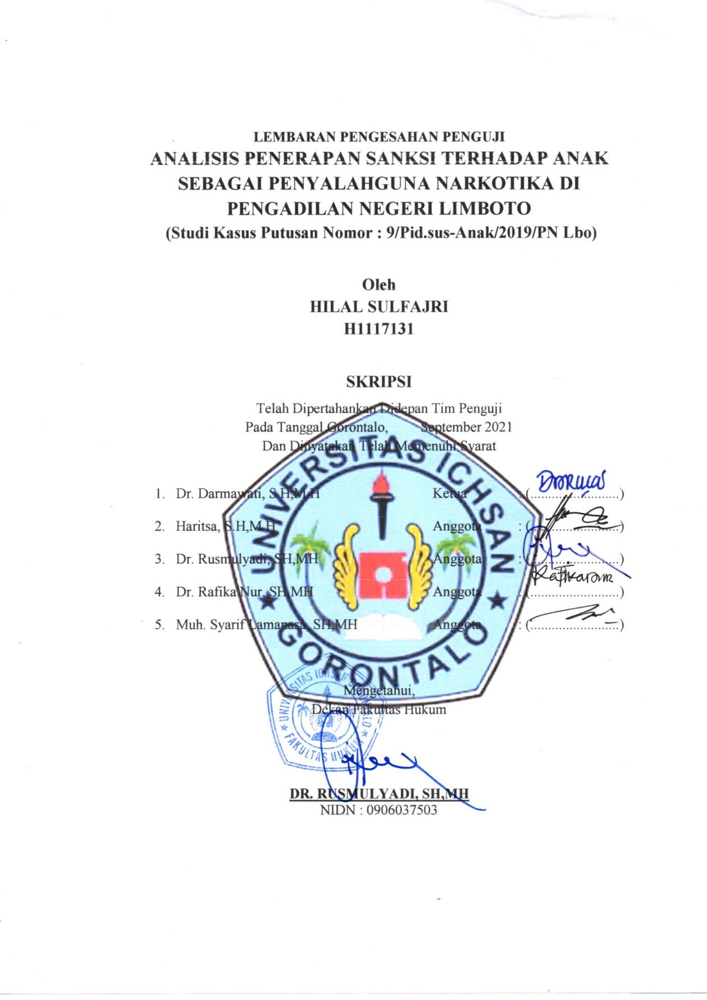 LEMBARAN PENGESAHAN PENGUJI
ANALISIS PENERAPAN SANKSI TERHADAP ANAK
SEBAGAI PENYALAHGUNA NARKOTIKA DI
PENGADILAN NEGERI LIMBOTO
(Studi Kasus Putusan Nomor : 9/Pid.sus-Anak/2019/PN Lbo)
Oleh
HILAL SULFAJRI
H1117131
SKRIPSI
Telah Dipertahankan Didepan Tim Penguji
Pada Tanggal Gorontalo, September 2021
Dan Dinyatakan Telah Memenuhi Syarat
UNIVERSITAS ICHSAN
1. Dr. Darmawati, S.H,M.H Ketua : (........................)
2. Haritsa, S.H,M.H Anggota : (........................)
3. Dr. Rusmulyadi, SH,MH Anggota : (........................)
4. Dr. Rafika Nur, SH,MH Anggota : (........................)
5. Muh. Syarif Lamanasa, SH,MH Anggota : (........................)
GORONTALO
Mengetahui,
Dekan Fakultas Hukum
UNIVERSITAS ICHSAN GORONTALO
FAKULTAS HUKUM
DR. RUSMULYADI, SH,MH
NIDN : 0906037503